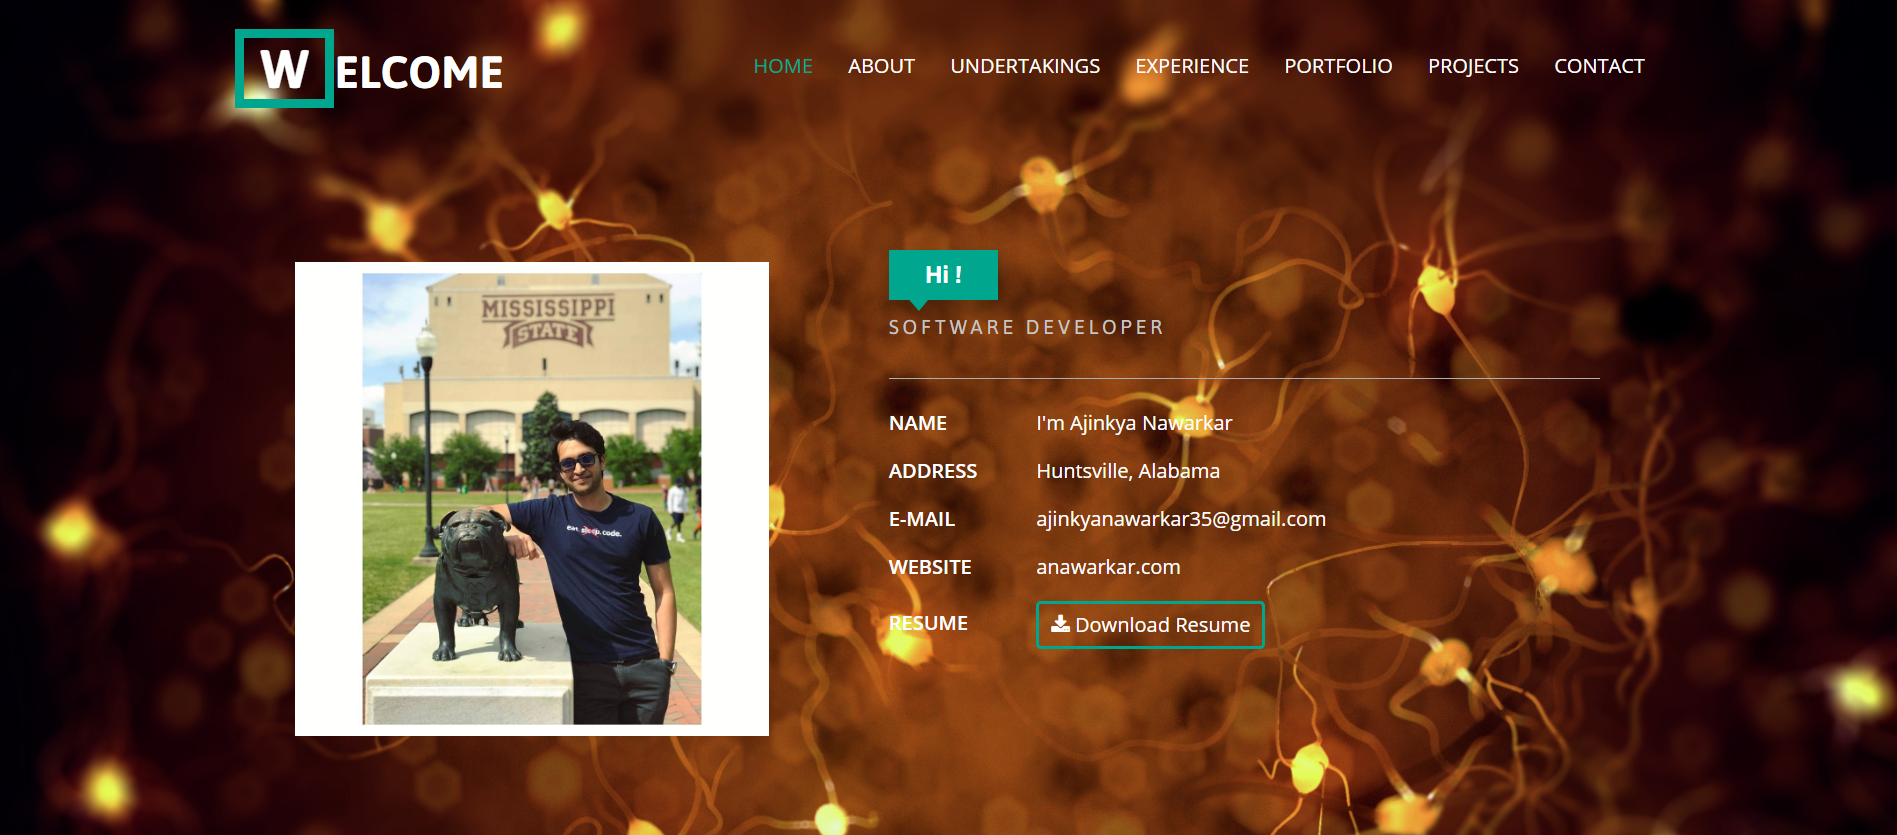 WELCOME
HOME ABOUT UNDERTAKINGS EXPERIENCE PORTFOLIO PROJECTS CONTACT
MISSISSIPPI
STATE
eat. sleep. code.
Hi !
SOFTWARE DEVELOPER
NAME I'm Ajinkya Nawarkar
ADDRESS Huntsville, Alabama
E-MAIL ajinkyanawarkar35@gmail.com
WEBSITE anawarkar.com
RESUME Download Resume